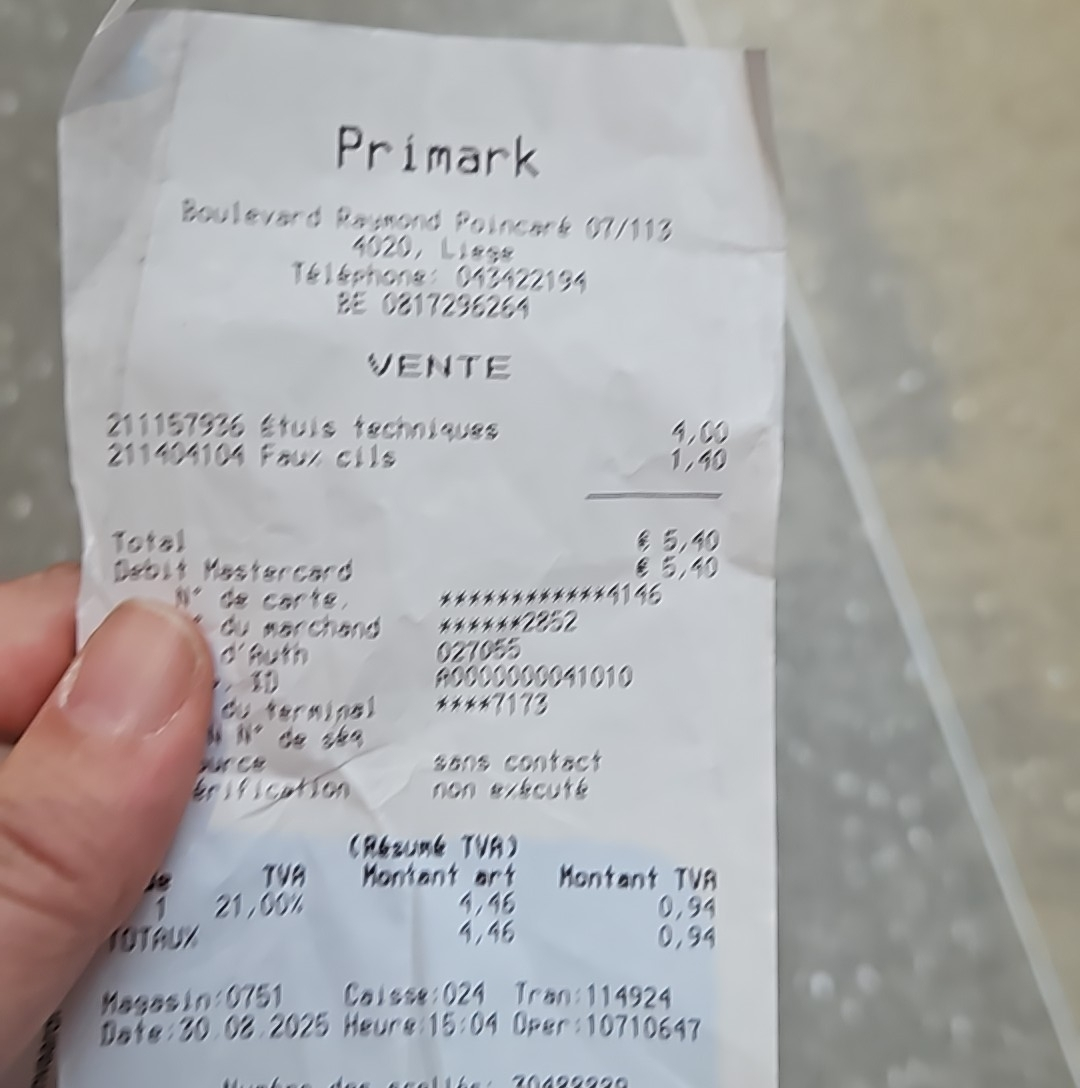 Primark
Boulevard Raymond Poincaré 07/113
4020, Liege
Téléphone: 043422194
BE 0817296264
VENTE
211157936 Étuis techniques 4,00
211404104 Faux cils 1,40
Total € 5,40
Debit Mastercard € 5,40
N° de carte. ************4146
du marchand ******2852
d'Auth 027055
. ID A0000000041010
du terminal ****7173
N° de séq
urce sans contact
érification non exécuté
(Résumé TVA)
de TVA Montant art Montant TVA
1 21,00% 4,46 0,94
TOTAUX 4,46 0,94
Magasin:0751 Caisse:024 Tran:114924
Date:30.08.2025 Heure:15:04 Oper:10710647